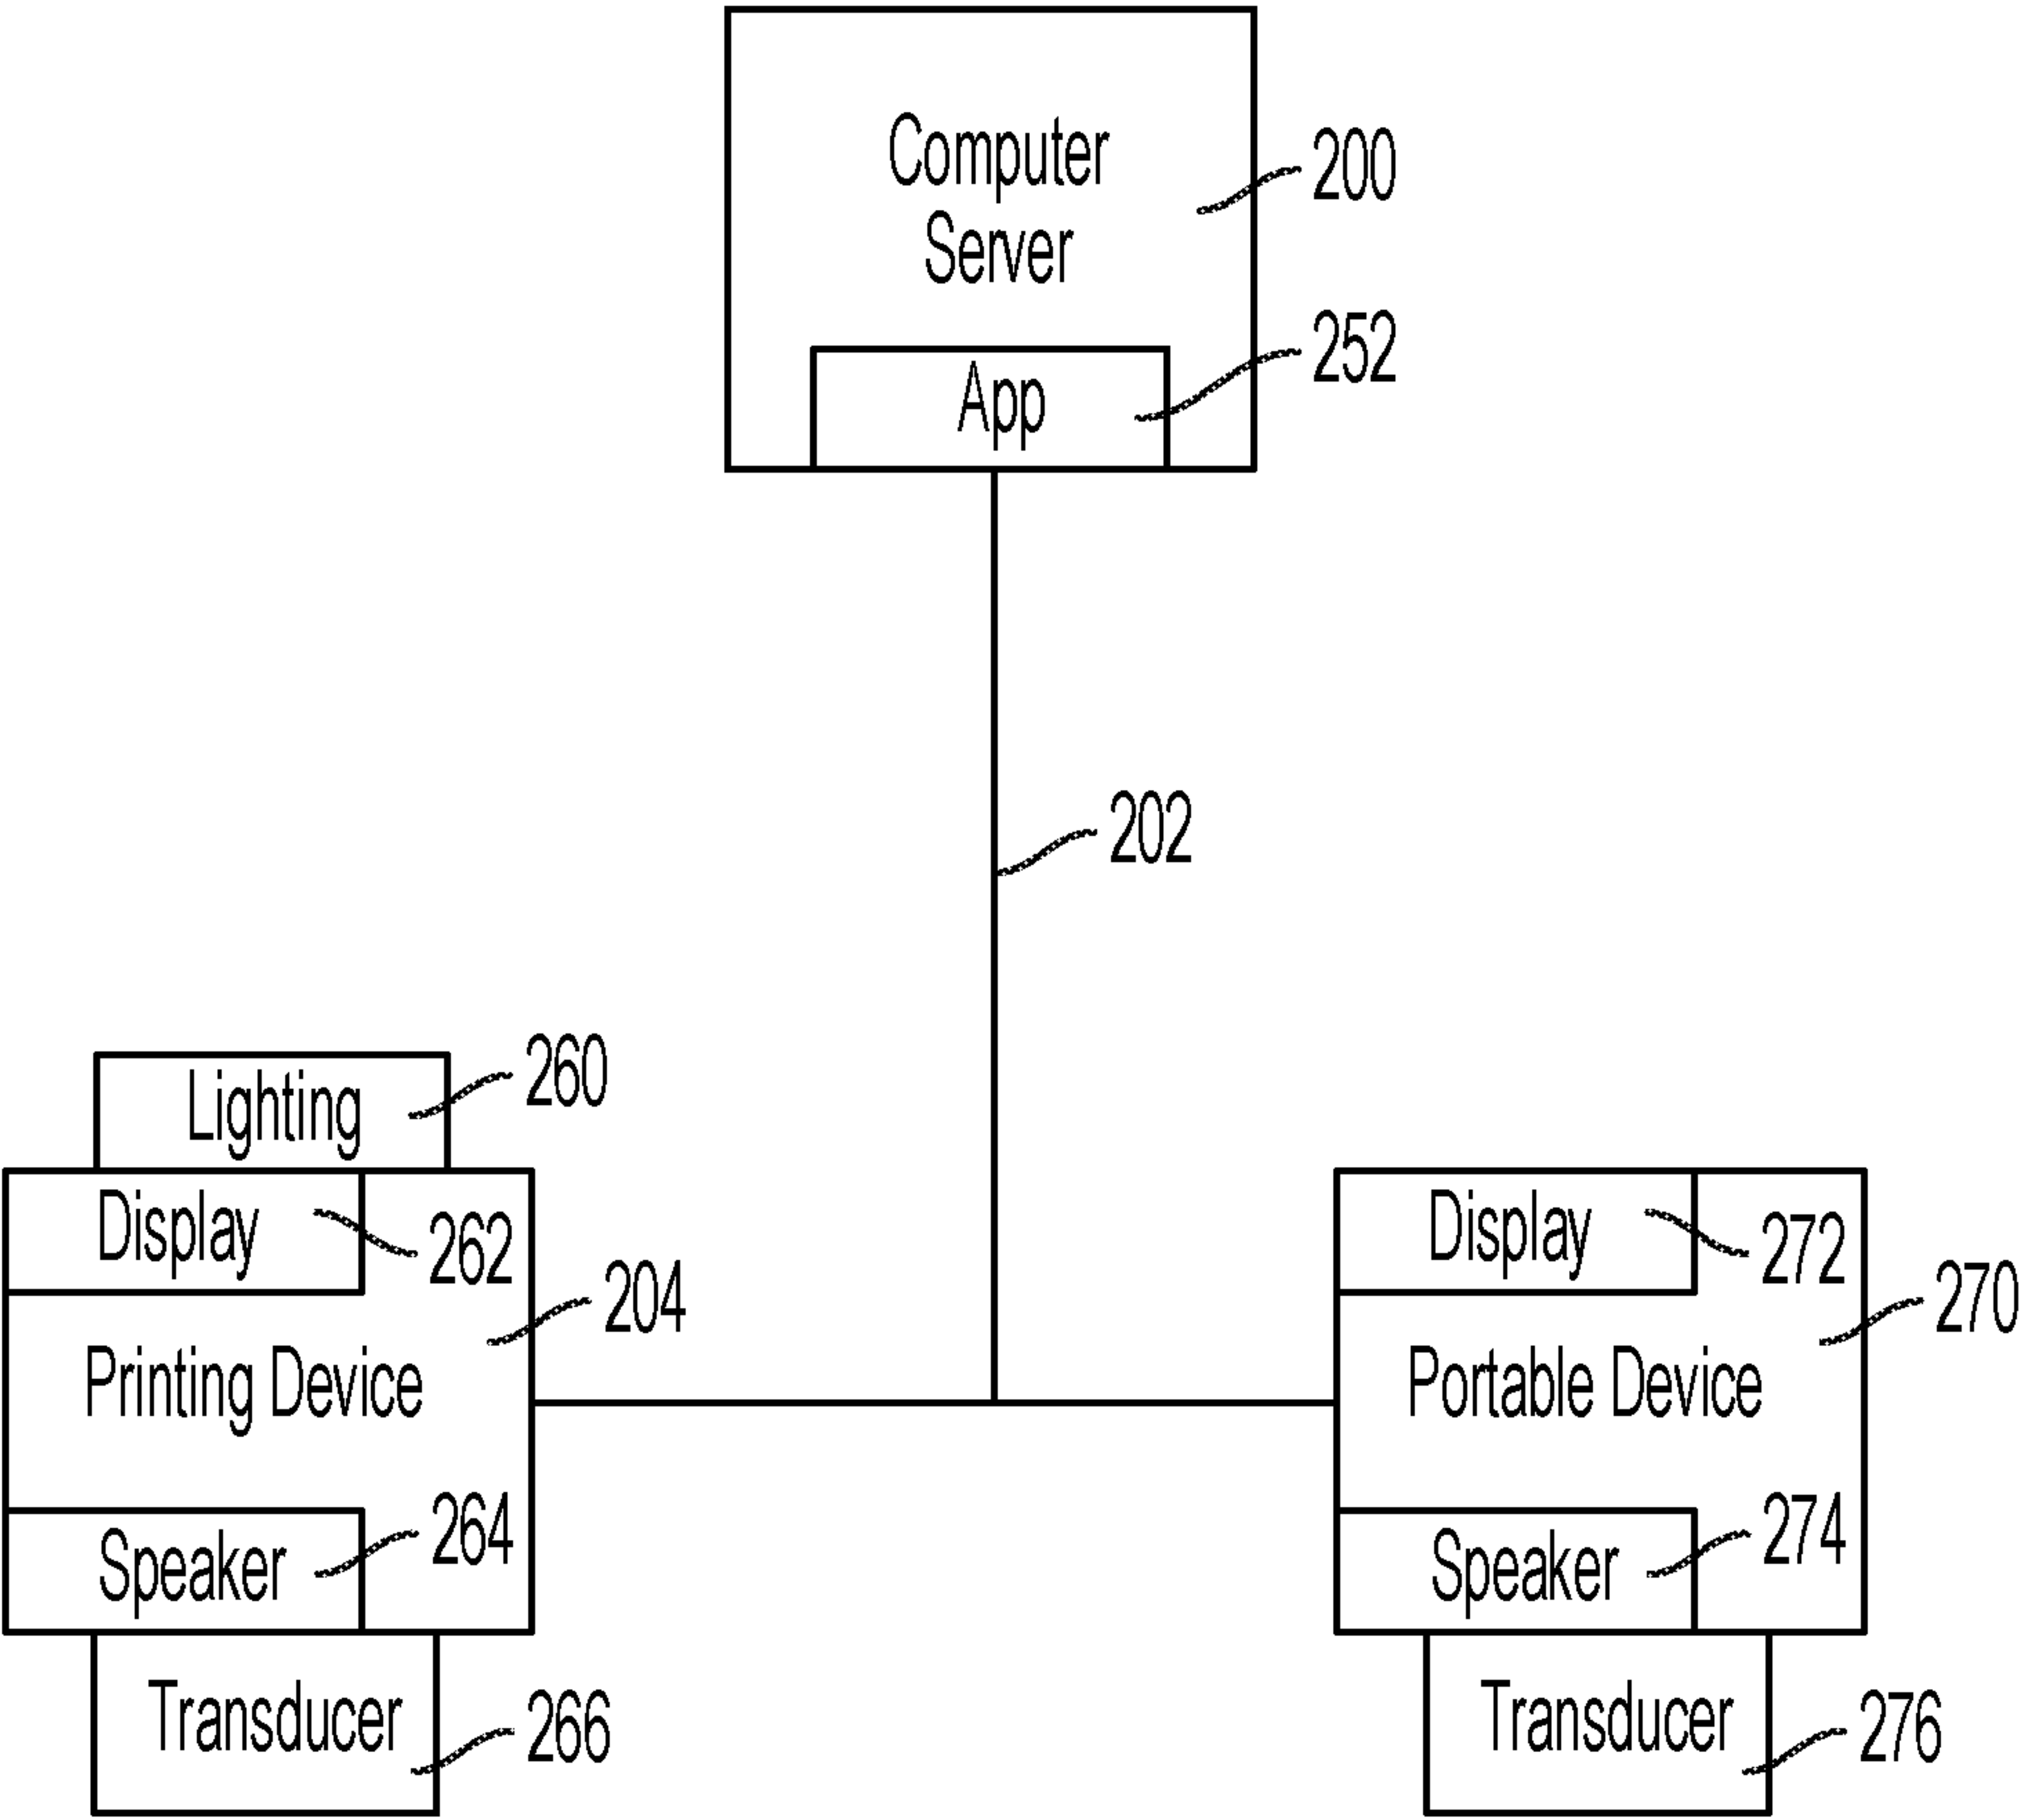 Computer
Server
200
App
252
202
Lighting
260
Display
262
204
Printing Device
Speaker
264
Transducer
266
Display
272
270
Portable Device
Speaker
274
Transducer
276